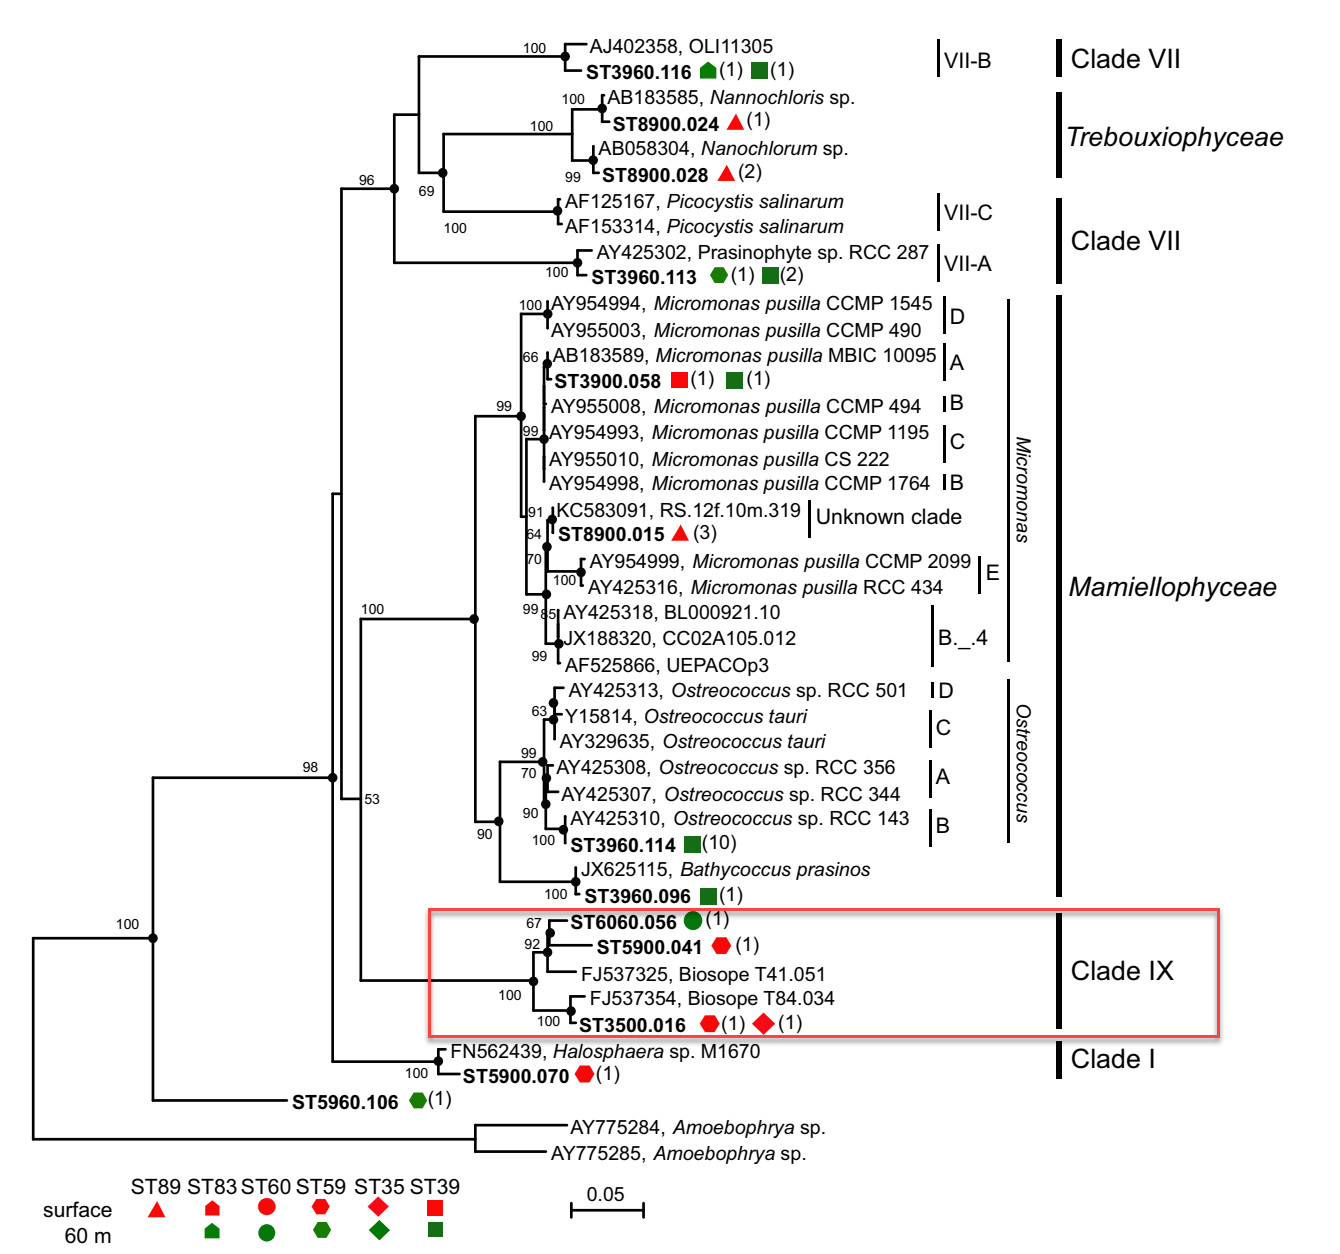 100 AJ402358, OLI11305 VII-B Clade VII
ST3960.116 (1) (1)
100 AB183585, Nannochloris sp.
ST8900.024 (1)
100 Trebouxiophyceae
AB058304, Nanochlorum sp.
99 ST8900.028 (2)
96
69
AF125167, Picocystis salinarum VII-C
100 AF153314, Picocystis salinarum
Clade VII
AY425302, Prasinophyte sp. RCC 287 VII-A
100 ST3960.113 (1) (2)
100 AY954994, Micromonas pusilla CCMP 1545 D
AY955003, Micromonas pusilla CCMP 490
66 AB183589, Micromonas pusilla MBIC 10095 A
ST3900.058 (1) (1)
99 AY955008, Micromonas pusilla CCMP 494 B
99 AY954993, Micromonas pusilla CCMP 1195 C
AY955010, Micromonas pusilla CS 222
AY954998, Micromonas pusilla CCMP 1764 B
Micromonas
91 KC583091, RS.12f.10m.319 Unknown clade
64 ST8900.015 (3)
70 AY954999, Micromonas pusilla CCMP 2099 E
100 AY425316, Micromonas pusilla RCC 434
Mamiellophyceae
99 85 AY425318, BL000921.10
100 JX188320, CC02A105.012 B._.4
99 AF525866, UEPACOp3
AY425313, Ostreococcus sp. RCC 501 D
63 Y15814, Ostreococcus tauri C
AY329635, Ostreococcus tauri
99
70 AY425308, Ostreococcus sp. RCC 356 A
AY425307, Ostreococcus sp. RCC 344
Ostreococcus
90 AY425310, Ostreococcus sp. RCC 143 B
100 ST3960.114 (10)
90
JX625115, Bathycoccus prasinos
100 ST3960.096 (1)
98
53
67 ST6060.056 (1)
92 ST5900.041 (1)
FJ537325, Biosope T41.051 Clade IX
100 FJ537354, Biosope T84.034
100 ST3500.016 (1) (1)
100
FN562439, Halosphaera sp. M1670 Clade I
100 ST5900.070 (1)
ST5960.106 (1)
AY775284, Amoebophrya sp.
AY775285, Amoebophrya sp.
ST89 ST83 ST60 ST59 ST35 ST39
surface
60 m
0.05